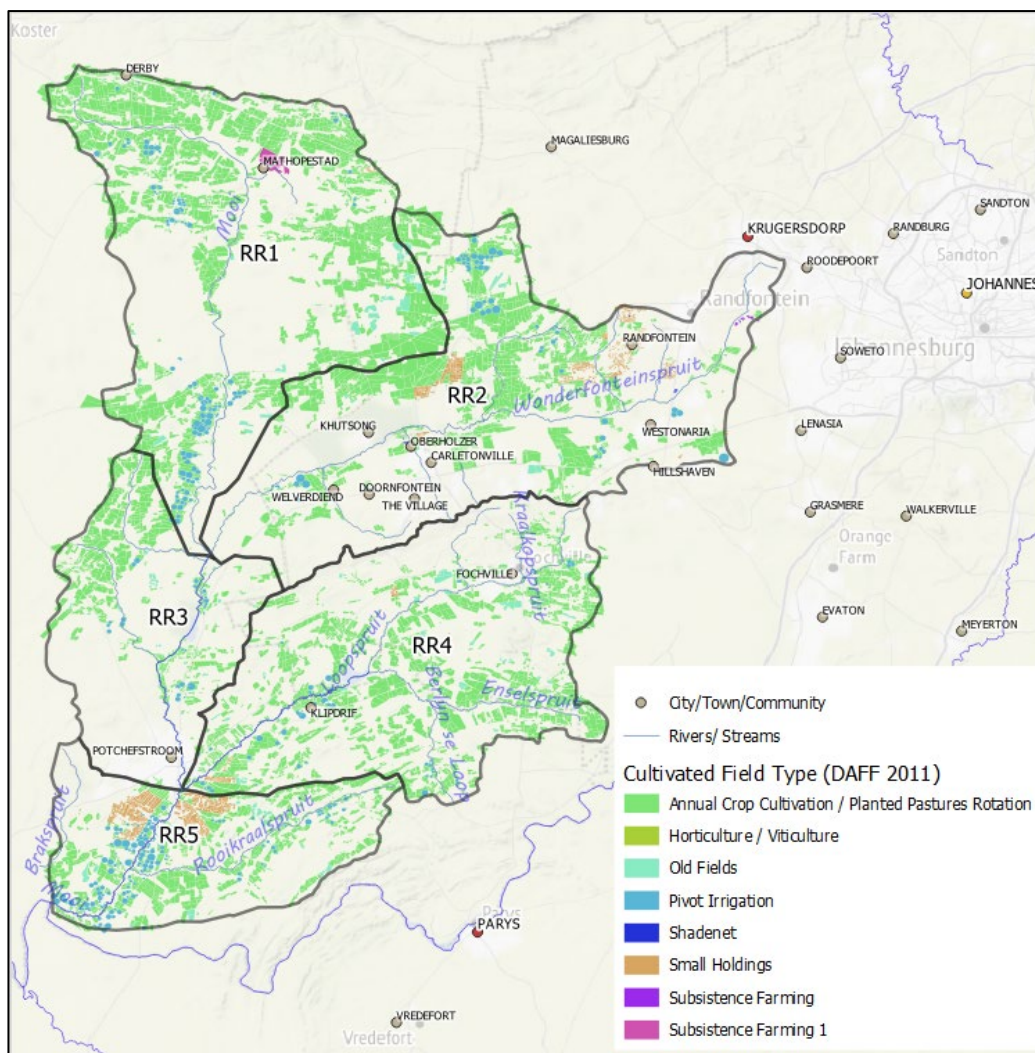 Koster
DERBY
MAGALIESBURG
MATHOPESTAD
SANDTON
Mooi
KRUGERSDORP
RANDBURG
RR1
Sandton
ROODEPOORT
JOHANNES
Randfontein
RANDFONTEIN
Johannesburg
SOWETO
RR2
Wonderfonteinspruit
KHUTSONG
OBERHOLZER
WESTONARIA
LENASIA
CARLETONVILLE
HILLSHAVEN
WELVERDIEND
DOORNFONTEIN
THE VILLAGE
Kraalkopspruit
GRASMERE
WALKERVILLE
Orange
Farm
Fochville
FOCHVILLE
RR3
EVATON
MEYERTON
RR4
Loopspruit
Berlyn se Loop
Enselspruit
KLIPDRIF
POTCHEFSTROOM
Brakspruit
RR5
Rooikraalspruit
Mooi
Parys
PARYS
VREDEFORT
Vredefort
City/Town/Community
Rivers/ Streams
Cultivated Field Type (DAFF 2011)
Annual Crop Cultivation / Planted Pastures Rotation
Horticulture / Viticulture
Old Fields
Pivot Irrigation
Shadenet
Small Holdings
Subsistence Farming
Subsistence Farming 1